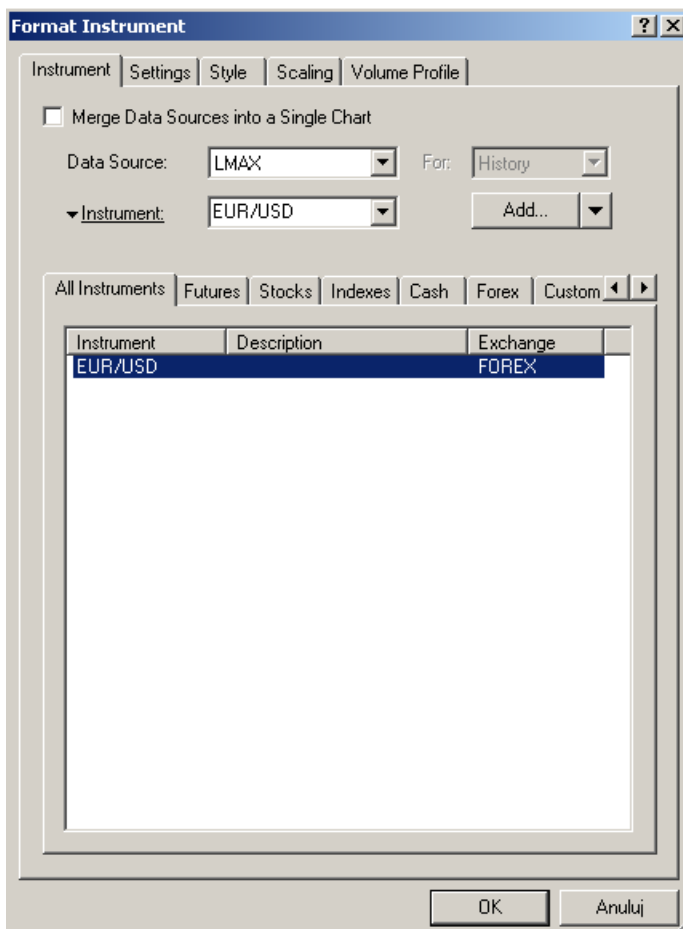 Format Instrument
Instrument Settings Style Scaling Volume Profile
Merge Data Sources into a Single Chart
Data Source: LMAX For: History
Instrument: EUR/USD Add...
All Instruments Futures Stocks Indexes Cash Forex Custom
Instrument Description Exchange
EUR/USD FOREX
OK Anuluj